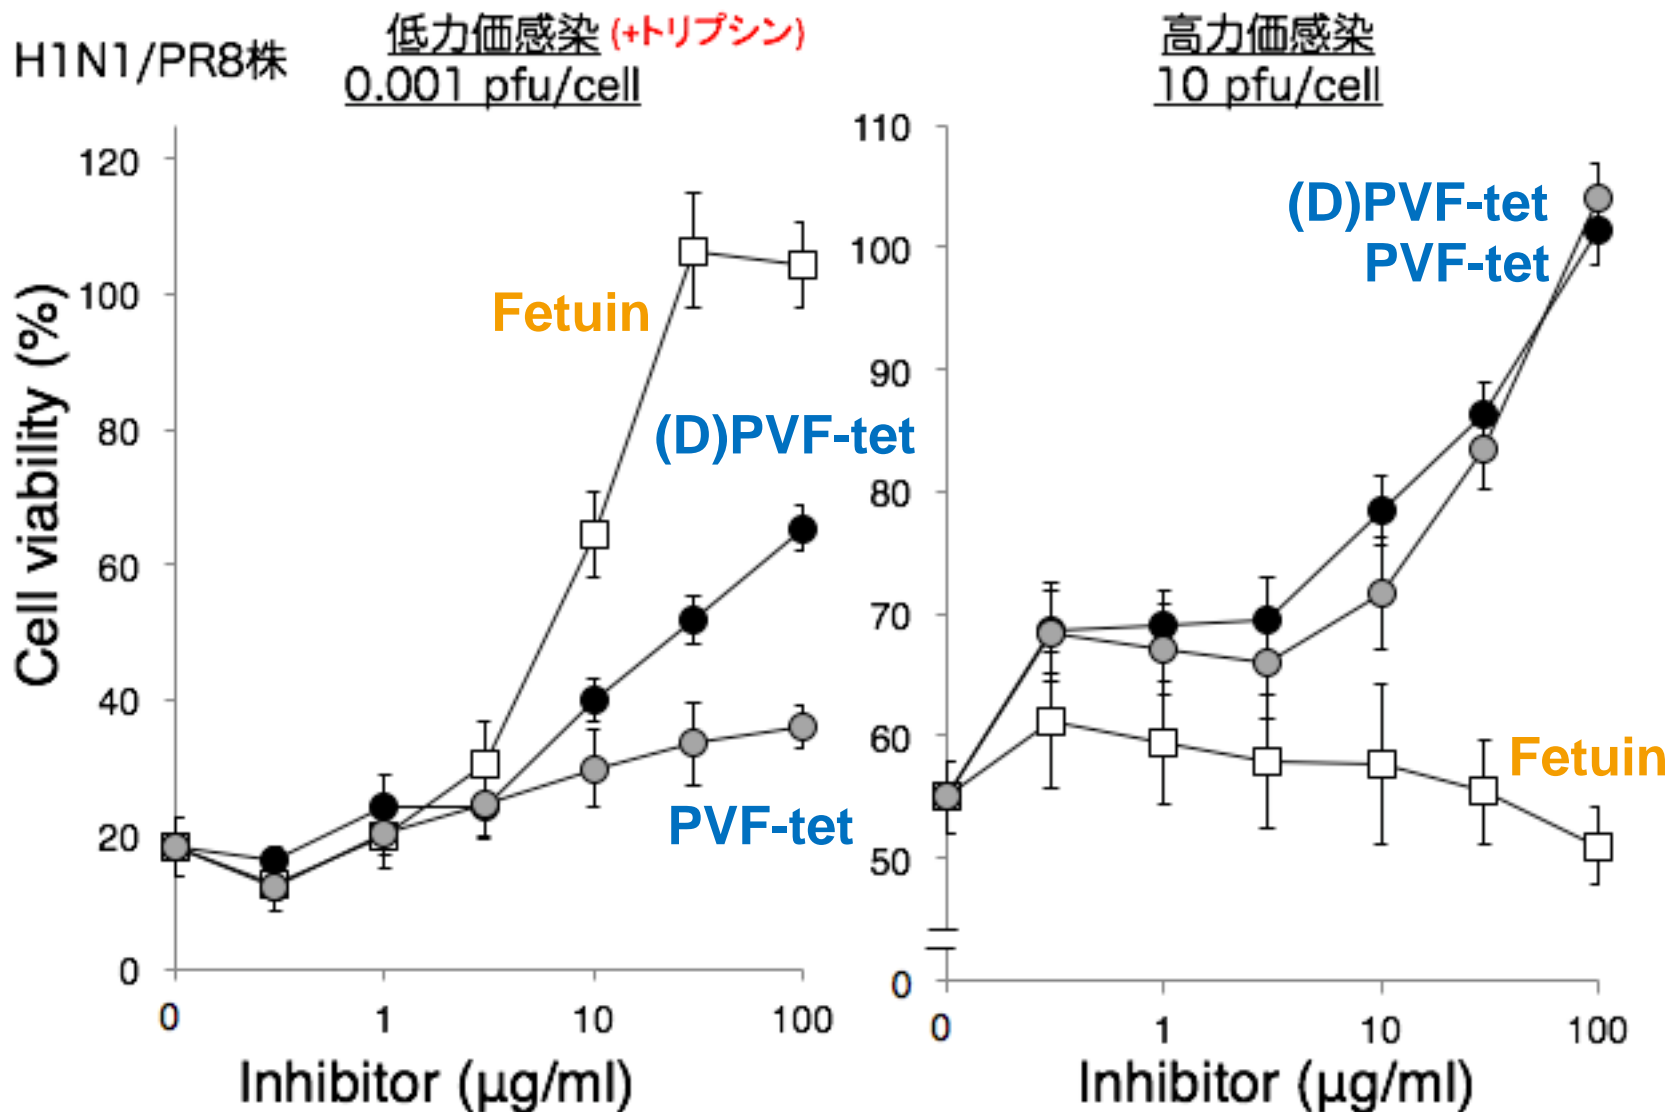 H1N1/PR8株
低力価感染 (+トリプシン)
0.001 pfu/cell
高力価感染
10 pfu/cell
Cell viability (%)
120
100
80
60
40
20
0
0
1
10
100
Inhibitor (µg/ml)
Fetuin
(D)PVF-tet
PVF-tet
110
100
90
80
70
60
50
0
0
1
10
100
Inhibitor (µg/ml)
(D)PVF-tet
PVF-tet
Fetuin